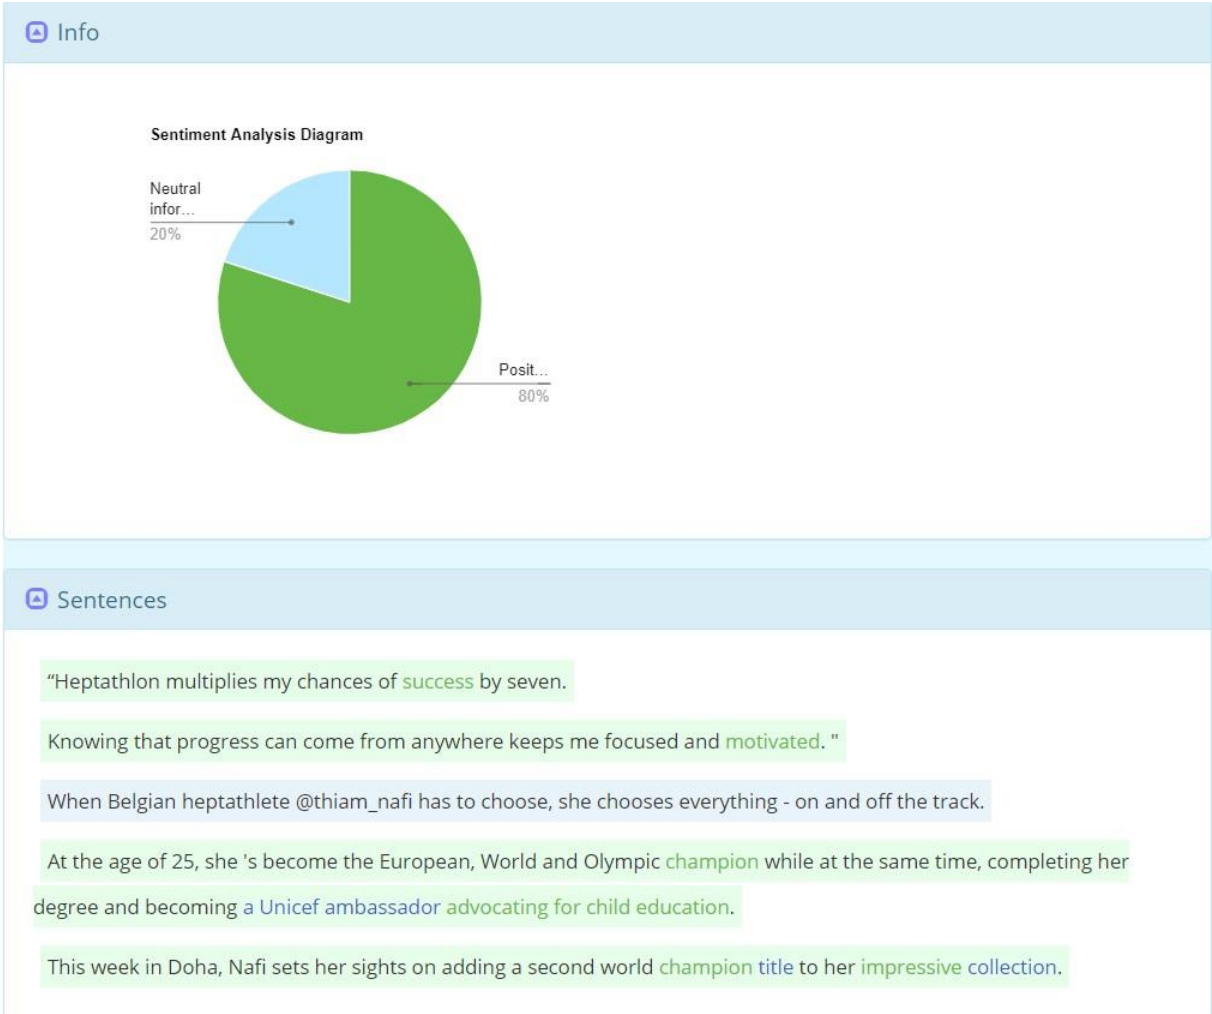 Info
Sentiment Analysis Diagram
Neutral
infor...
20%
Posit...
80%
Sentences
“Heptathlon multiplies my chances of success by seven.
Knowing that progress can come from anywhere keeps me focused and motivated. "
When Belgian heptathlete @thiam_nafi has to choose, she chooses everything - on and off the track.
At the age of 25, she 's become the European, World and Olympic champion while at the same time, completing her
degree and becoming a Unicef ambassador advocating for child education.
This week in Doha, Nafi sets her sights on adding a second world champion title to her impressive collection.